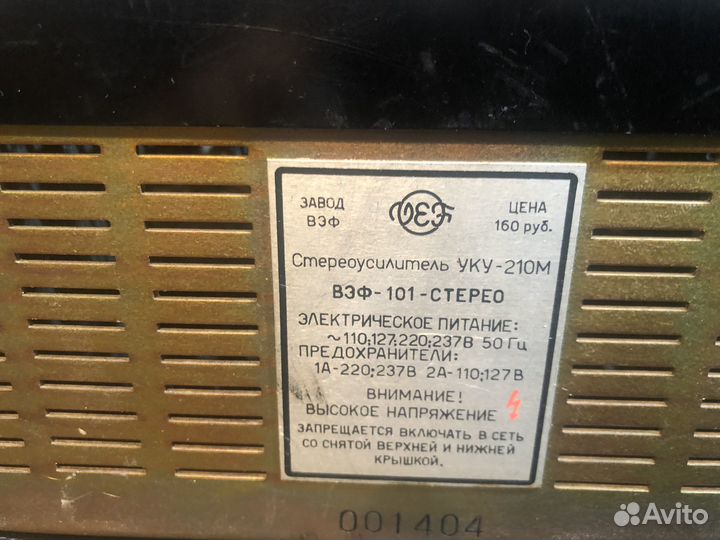 ЗАВОД
ВЭФ
VEF
ЦЕНА
160 руб.
Стереоусилитель УКУ-210М
ВЭФ-101-СТЕРЕО
ЭЛЕКТРИЧЕСКОЕ ПИТАНИЕ:
~110;127;220;237В 50 Гц
ПРЕДОХРАНИТЕЛИ:
1А-220;237В 2А-110;127В
ВНИМАНИЕ!
ВЫСОКОЕ НАПРЯЖЕНИЕ
ЗАПРЕЩАЕТСЯ ВКЛЮЧАТЬ В СЕТЬ
СО СНЯТОЙ ВЕРХНЕЙ И НИЖНЕЙ
КРЫШКОЙ.
001404
Avito